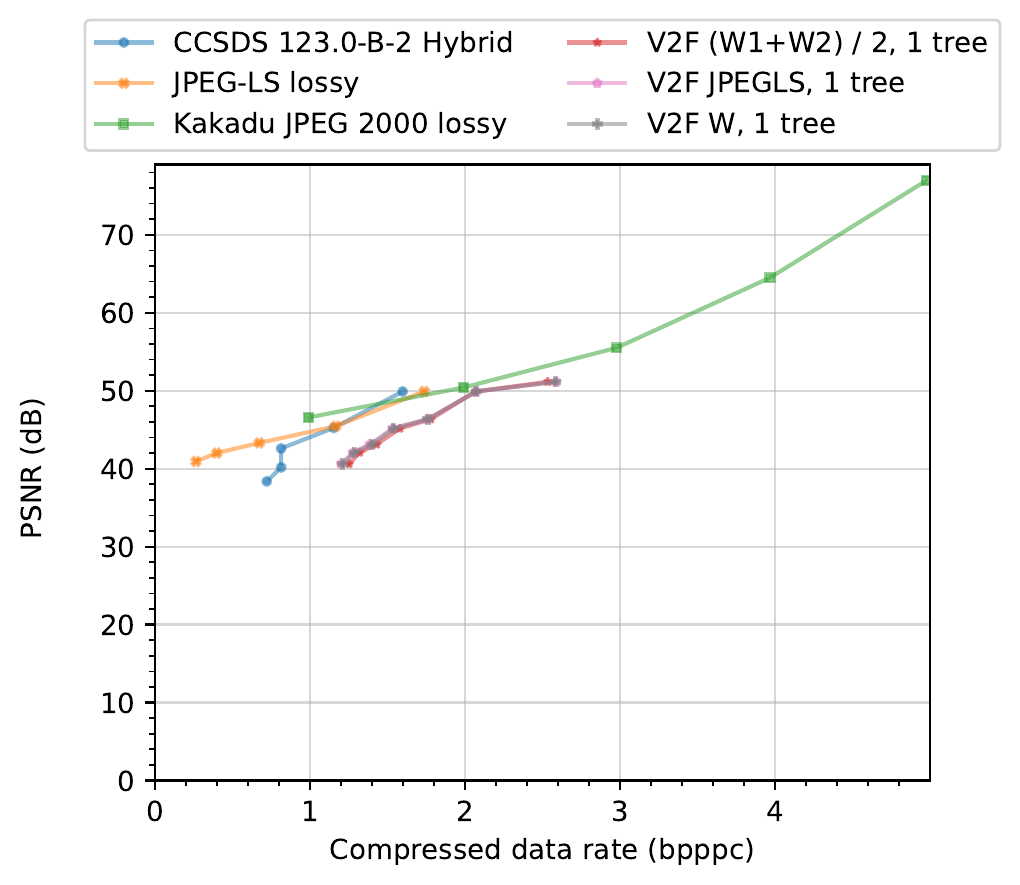 CCSDS 123.0-B-2 Hybrid
JPEG-LS lossy
Kakadu JPEG 2000 lossy
V2F (W1+W2) / 2, 1 tree
V2F JPEGLS, 1 tree
V2F W, 1 tree
PSNR (dB)
70
60
50
40
30
20
10
0
0 1 2 3 4
Compressed data rate (bpppc)